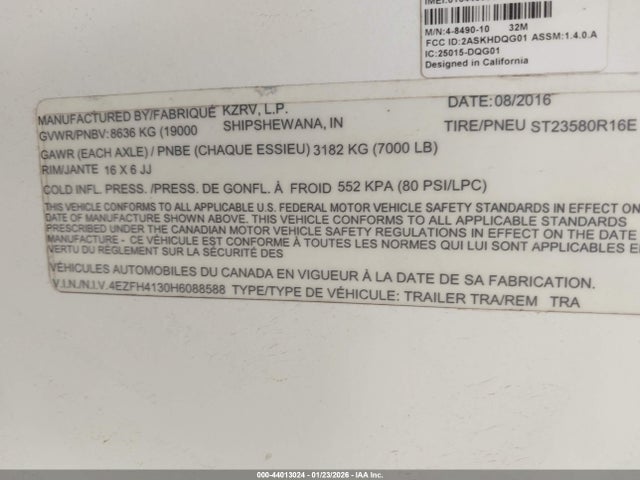 M/N:4-8490-10 32M
FCC ID:2ASKHDQG01 ASSM:1.4.0.A
IC:25015-DQG01
Designed in California
MANUFACTURED BY/FABRIQUÉ KZRV, L.P. DATE:08/2016
GVWR/PNBV:8636 KG (19000 SHIPSHEWANA, IN TIRE/PNEU ST23580R16E
GAWR (EACH AXLE) / PNBE (CHAQUE ESSIEU) 3182 KG (7000 LB)
RIM/JANTE 16 X 6 JJ
COLD INFL. PRESS. /PRESS. DE GONFL. À FROID 552 KPA (80 PSI/LPC)
THIS VEHICLE CONFORMS TO ALL APPLICABLE U.S. FEDERAL MOTOR VEHICLE SAFETY STANDARDS IN EFFECT ON
DATE OF MANUFACTURE SHOWN ABOVE. THIS VEHICLE CONFORMS TO ALL APPLICABLE STANDARDS
PRESCRIBED UNDER THE CANADIAN MOTOR VEHICLE SAFETY REGULATIONS IN EFFECT ON THE DATE OF
MANUFACTURE - CE VÉHICULE EST CONFORME À TOUTES LES NORMES QUI LUI SONT APPLICABLES EN
VERTU DU RÈGLEMENT SUR LA SÉCURITÉ DES
VÉHICULES AUTOMOBILES DU CANADA EN VIGUEUR À LA DATE DE SA FABRICATION.
V.I.N./N.I.V. 4EZFH4130H6088588 TYPE/TYPE DE VÉHICULE: TRAILER TRA/REM TRA
000-44013024 | 01/23/2026 - IAA Inc.